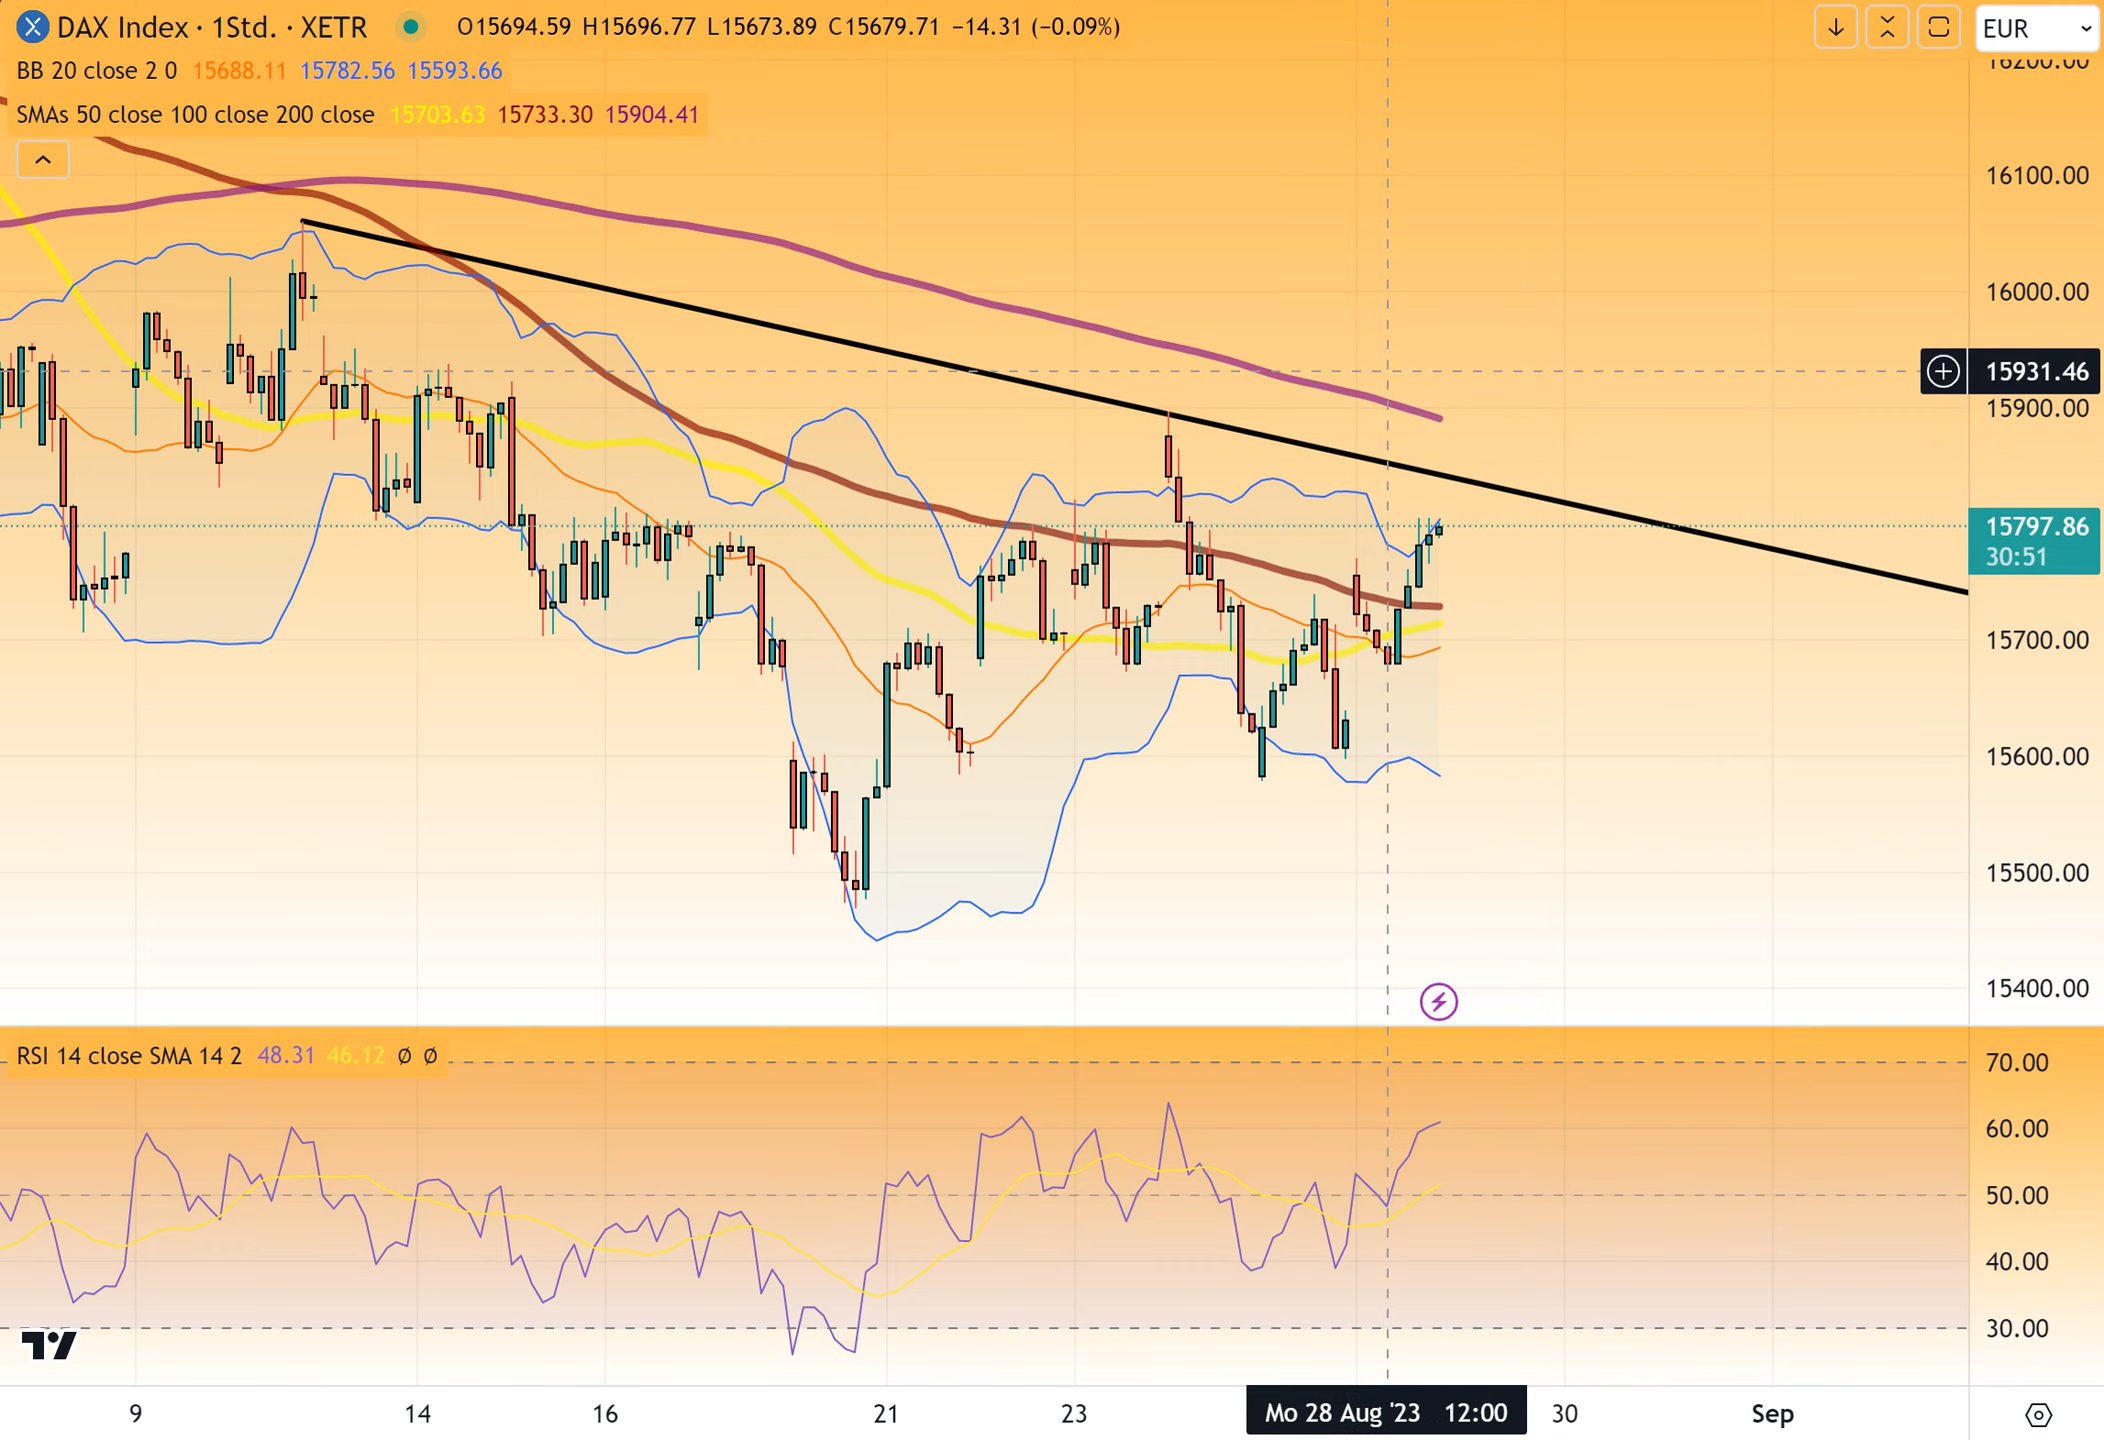 DAX Index · 1Std. · XETR O15694.59 H15696.77 L15673.89 C15679.71 −14.31 (−0.09%)
EUR
BB 20 close 2 0 15688.11 15782.56 15593.66
SMAs 50 close 100 close 200 close 15703.63 15733.30 15904.41
16200.00
16100.00
16000.00
15931.46
15900.00
15797.86
30:51
15700.00
15600.00
15500.00
15400.00
RSI 14 close SMA 14 2 48.31 46.12 Ø Ø
70.00
60.00
50.00
40.00
30.00
9 14 16 21 23 Mo 28 Aug '23 12:00 30 Sep